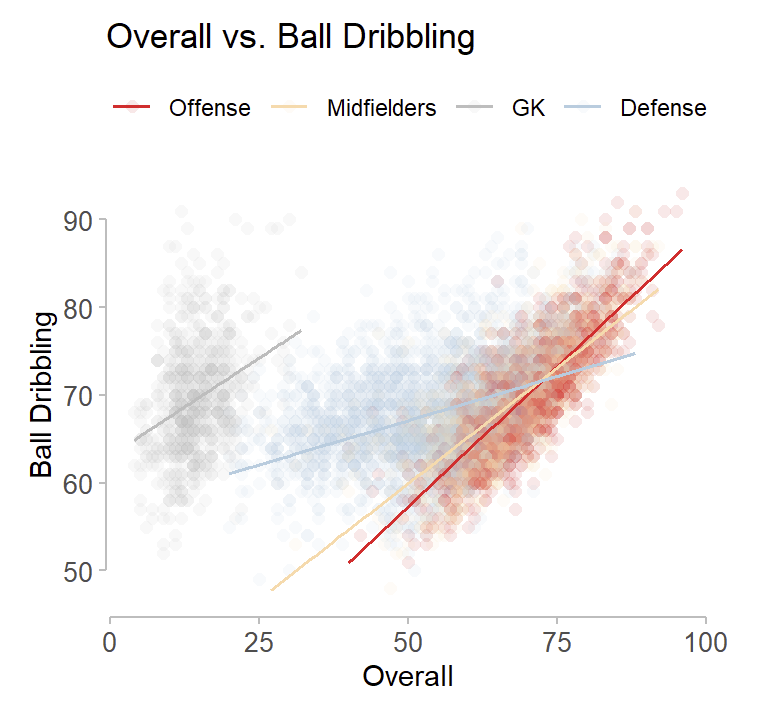 Overall vs. Ball Dribbling
Offense Midfielders GK Defense
90
80
70
60
50
Ball Dribbling
0 25 50 75 100
Overall